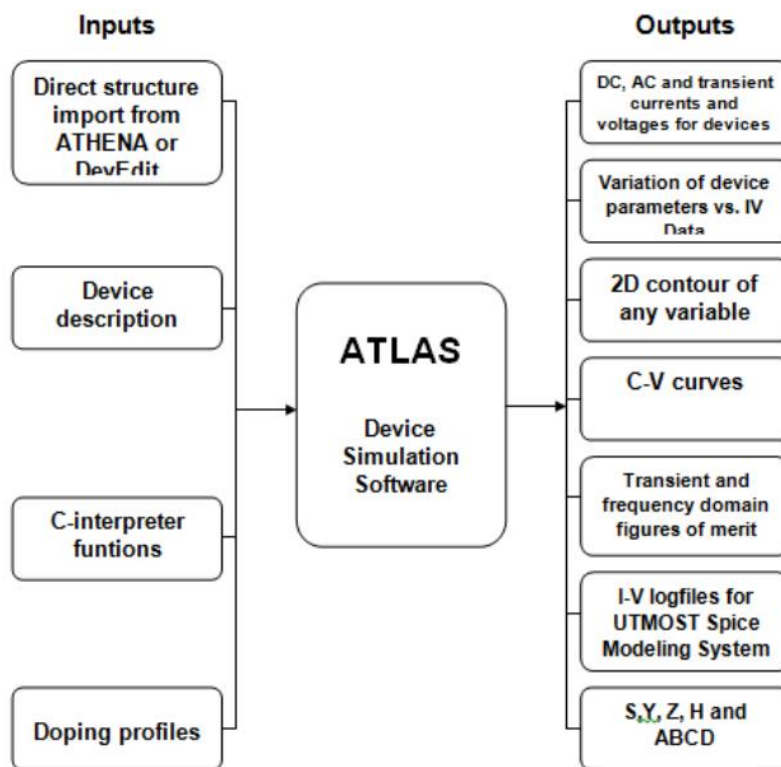 Inputs
Direct structure
import from
ATHENA or
DevEdit
Device
description
C-interpreter
funtions
Doping profiles
ATLAS
Device
Simulation
Software
Outputs
DC, AC and transient
currents and
voltages for devices
Variation of device
parameters vs. IV
Data
2D contour of
any variable
C-V curves
Transient and
frequency domain
figures of merit
I-V logfiles for
UTMOST Spice
Modeling System
S,Y, Z, H and
ABCD